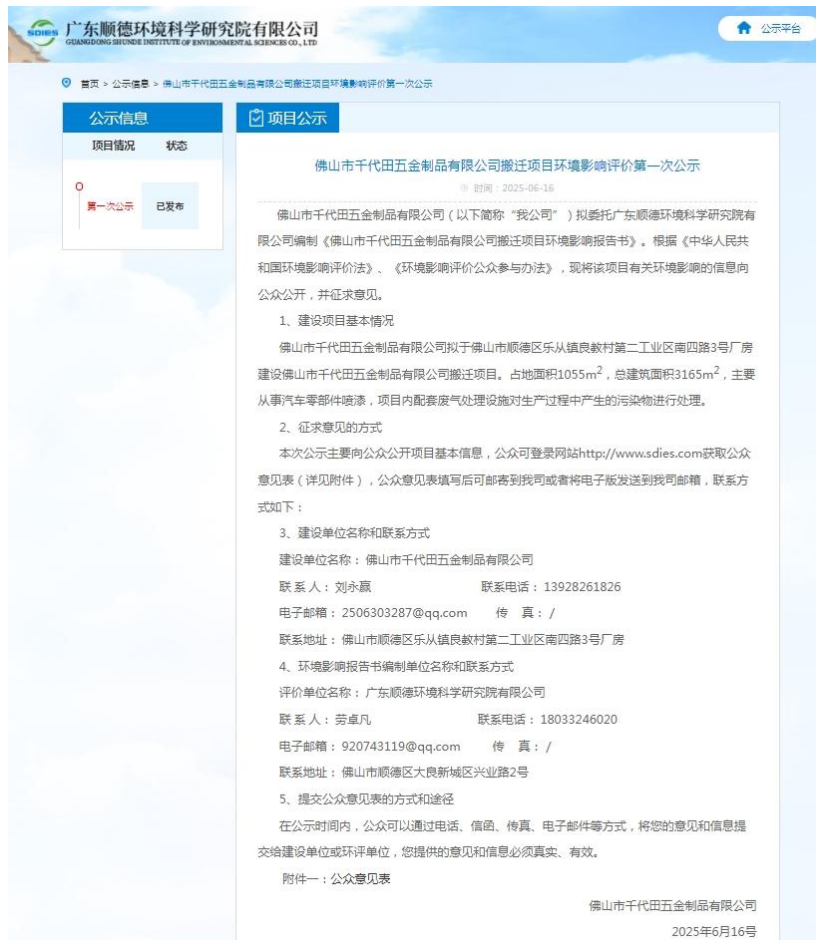 SDIES
广东顺德环境科学研究院有限公司
GUANGDONG SHUNDE INSTITUTE OF ENVIRONMENTAL SCIENCES CO., LTD
公示平台
首页 > 公示信息 > 佛山市千代田五金制品有限公司搬迁项目环境影响评价第一次公示
公示信息
项目情况 状态
第一次公示 已发布
项目公示
佛山市千代田五金制品有限公司搬迁项目环境影响评价第一次公示
时间：2025-06-16
佛山市千代田五金制品有限公司（以下简称“我公司”）拟委托广东顺德环境科学研究院有
限公司编制《佛山市千代田五金制品有限公司搬迁项目环境影响报告书》。根据《中华人民共
和国环境影响评价法》、《环境影响评价公众参与办法》，现将该项目有关环境影响的信息向
公众公开，并征求意见。
1、建设项目基本情况
佛山市千代田五金制品有限公司拟于佛山市顺德区乐从镇良教村第二工业区南四路3号厂房
建设佛山市千代田五金制品有限公司搬迁项目。占地面积1055m²，总建筑面积3165m²，主要
从事汽车零部件喷漆，项目内配套废气处理设施对生产过程中产生的污染物进行处理。
2、征求意见的方式
本次公示主要向公众公开项目基本信息，公众可登录网站http://www.sdies.com获取公众
意见表（详见附件），公众意见表填写后可邮寄到我司或者将电子版发送到我司邮箱，联系方
式如下：
3、建设单位名称和联系方式
建设单位名称：佛山市千代田五金制品有限公司
联 系 人：刘永赢 联系电话：13928261826
电子邮箱：2506303287@qq.com 传 真：/
联系地址：佛山市顺德区乐从镇良教村第二工业区南四路3号厂房
4、环境影响报告书编制单位名称和联系方式
评价单位名称：广东顺德环境科学研究院有限公司
联 系 人：劳卓凡 联系电话：18033246020
电子邮箱：920743119@qq.com 传 真：/
联系地址：佛山市顺德区大良新城区兴业路2号
5、提交公众意见表的方式和途径
在公示时间内，公众可以通过电话、信函、传真、电子邮件等方式，将您的意见和信息提
交给建设单位或环评单位，您提供的意见和信息必须真实、有效。
附件一：公众意见表
佛山市千代田五金制品有限公司
2025年6月16号